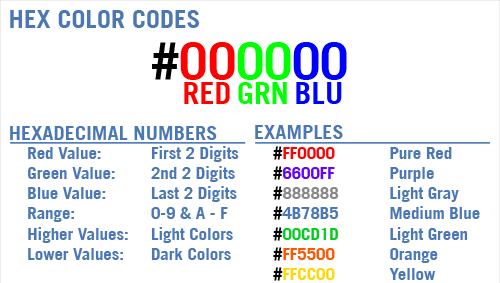 HEX COLOR CODES
#000000
RED GRN BLU
HEXADECIMAL NUMBERS
Red Value: First 2 Digits
Green Value: 2nd 2 Digits
Blue Value: Last 2 Digits
Range: 0-9 & A - F
Higher Values: Light Colors
Lower Values: Dark Colors
EXAMPLES
#FF0000 Pure Red
#6600FF Purple
#888888 Light Gray
#4B78B5 Medium Blue
#00CD1D Light Green
#FF5500 Orange
#FFCC00 Yellow